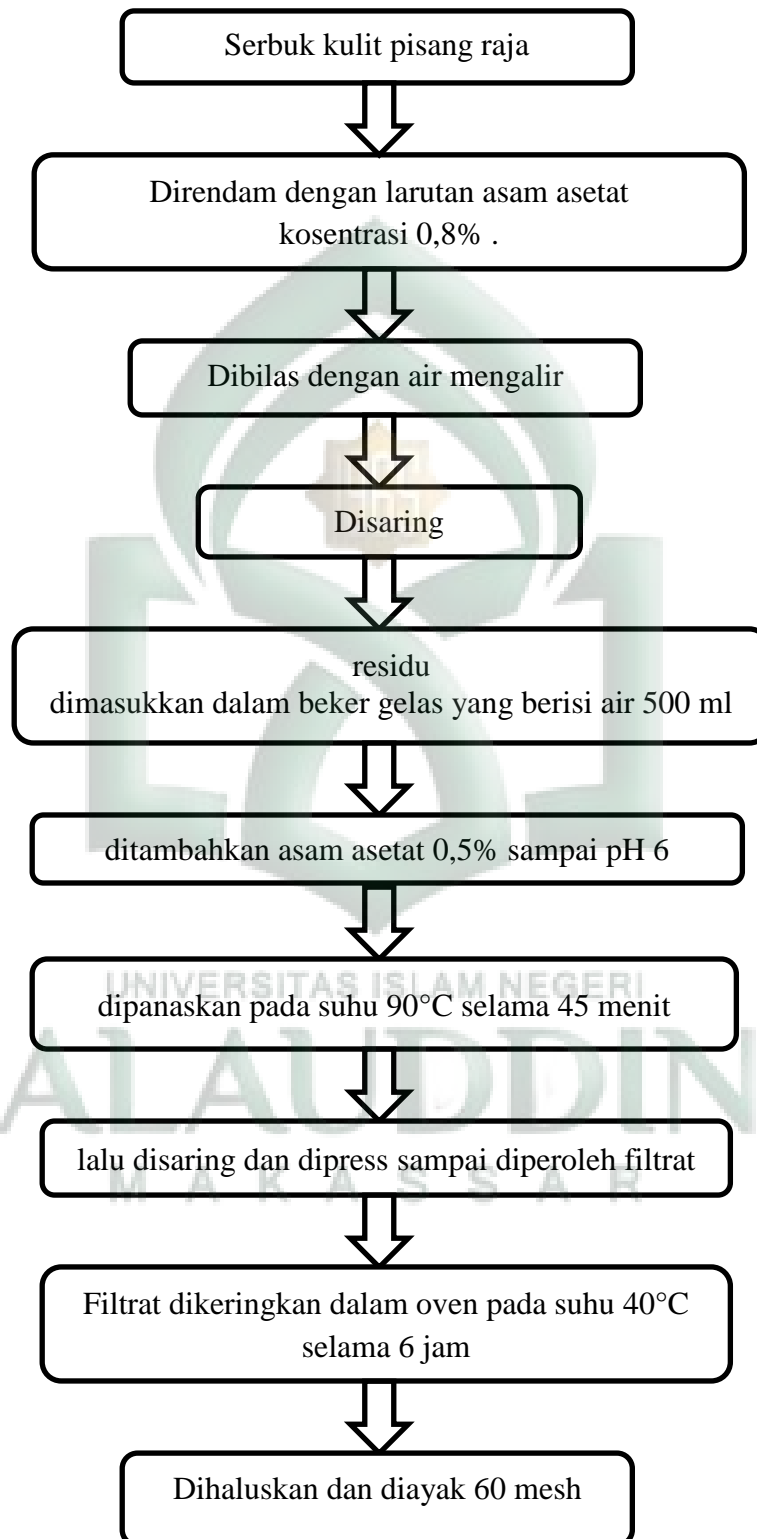 Serbuk kulit pisang raja
Direndam dengan larutan asam asetat
kosentrasi 0,8% .
Dibilas dengan air mengalir
Disaring
residu
dimasukkan dalam beker gelas yang berisi air 500 ml
ditambahkan asam asetat 0,5% sampai pH 6
UNIVERSITAS ISLAM NEGERI
dipanaskan pada suhu 90°C selama 45 menit
ALAUDDIN
lalu disaring dan dipress sampai diperoleh filtrat
MAKASSAR
Filtrat dikeringkan dalam oven pada suhu 40°C
selama 6 jam
Dihaluskan dan diayak 60 mesh